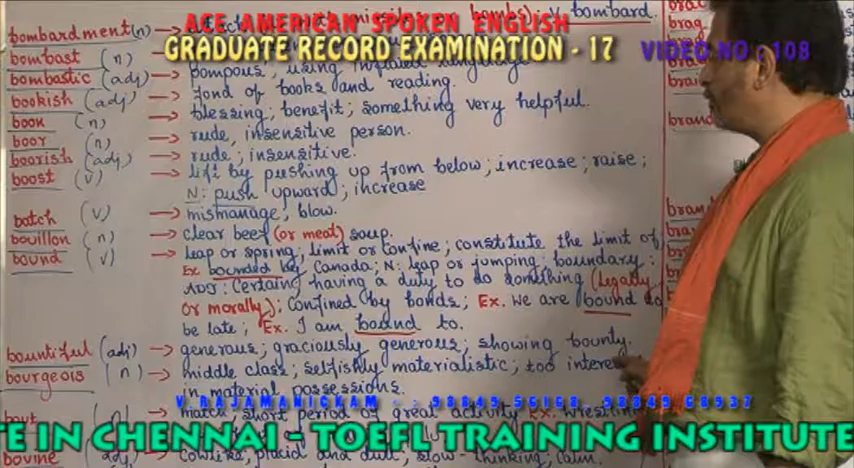 ACE AMERICAN SPOKEN ENGLISH
GRADUATE RECORD EXAMINATION - 17
VIDEO NO : 108
bombardment (n) → bombs) : V. bombard.
bombast (n)
bombastic (adj) → pompous; using inflated language
bookish (adj) → fond of books and reading.
boon (n) → blessing; benefit; something very helpful.
boor (n) → rude, insensitive person.
boorish (adj) → rude; insensitive.
boost (v) → lift by pushing up from below; increase; raise;
N: push upward; increase
botch (v) → mismanage; blow.
bouillon (n) → clear beef (or meat) soup.
bound (v) → leap or spring; limit or confine; constitute the limit of
Ex bounded by Canada; N: leap or jumping; boundary:
ADJ: Certain; having a duty to do something (legally
or morally); confined by bonds; Ex. We are bound to
be late; Ex. I am bound to.
bountiful (adj) → generous; graciously generous; showing bounty.
bourgeois (n) → middle class; selfishly materialistic; too
in material possessions.
V RAJAMANICKAM - : 98849-56168, 98849-68937
bout (n) → match; short period of great activity Ex. wrestling
TE IN CHENNAI - TOEFL TRAINING INSTITUTE
bovine (adj) → cowlike; placid and dull; slow-thinking; calm.